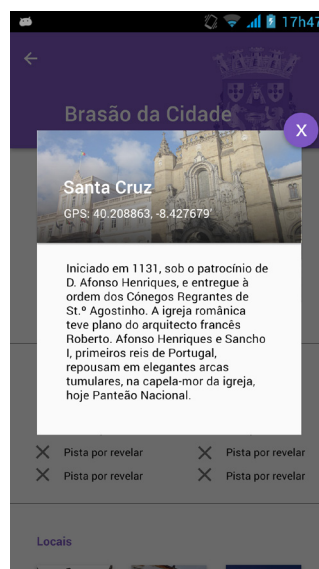 17h47
Brasão da Cidade
X
Santa Cruz
GPS: 40.208863, -8.427679
Iniciado em 1131, sob o patrocínio de
D. Afonso Henriques, e entregue à
ordem dos Cónegos Regrantes de
St.º Agostinho. A igreja românica
teve plano do arquitecto francês
Roberto. Afonso Henriques e Sancho
I, primeiros reis de Portugal,
repousam em elegantes arcas
tumulares, na capela-mor da igreja,
hoje Panteão Nacional.
Pista por revelar Pista por revelar
Pista por revelar Pista por revelar
Locais